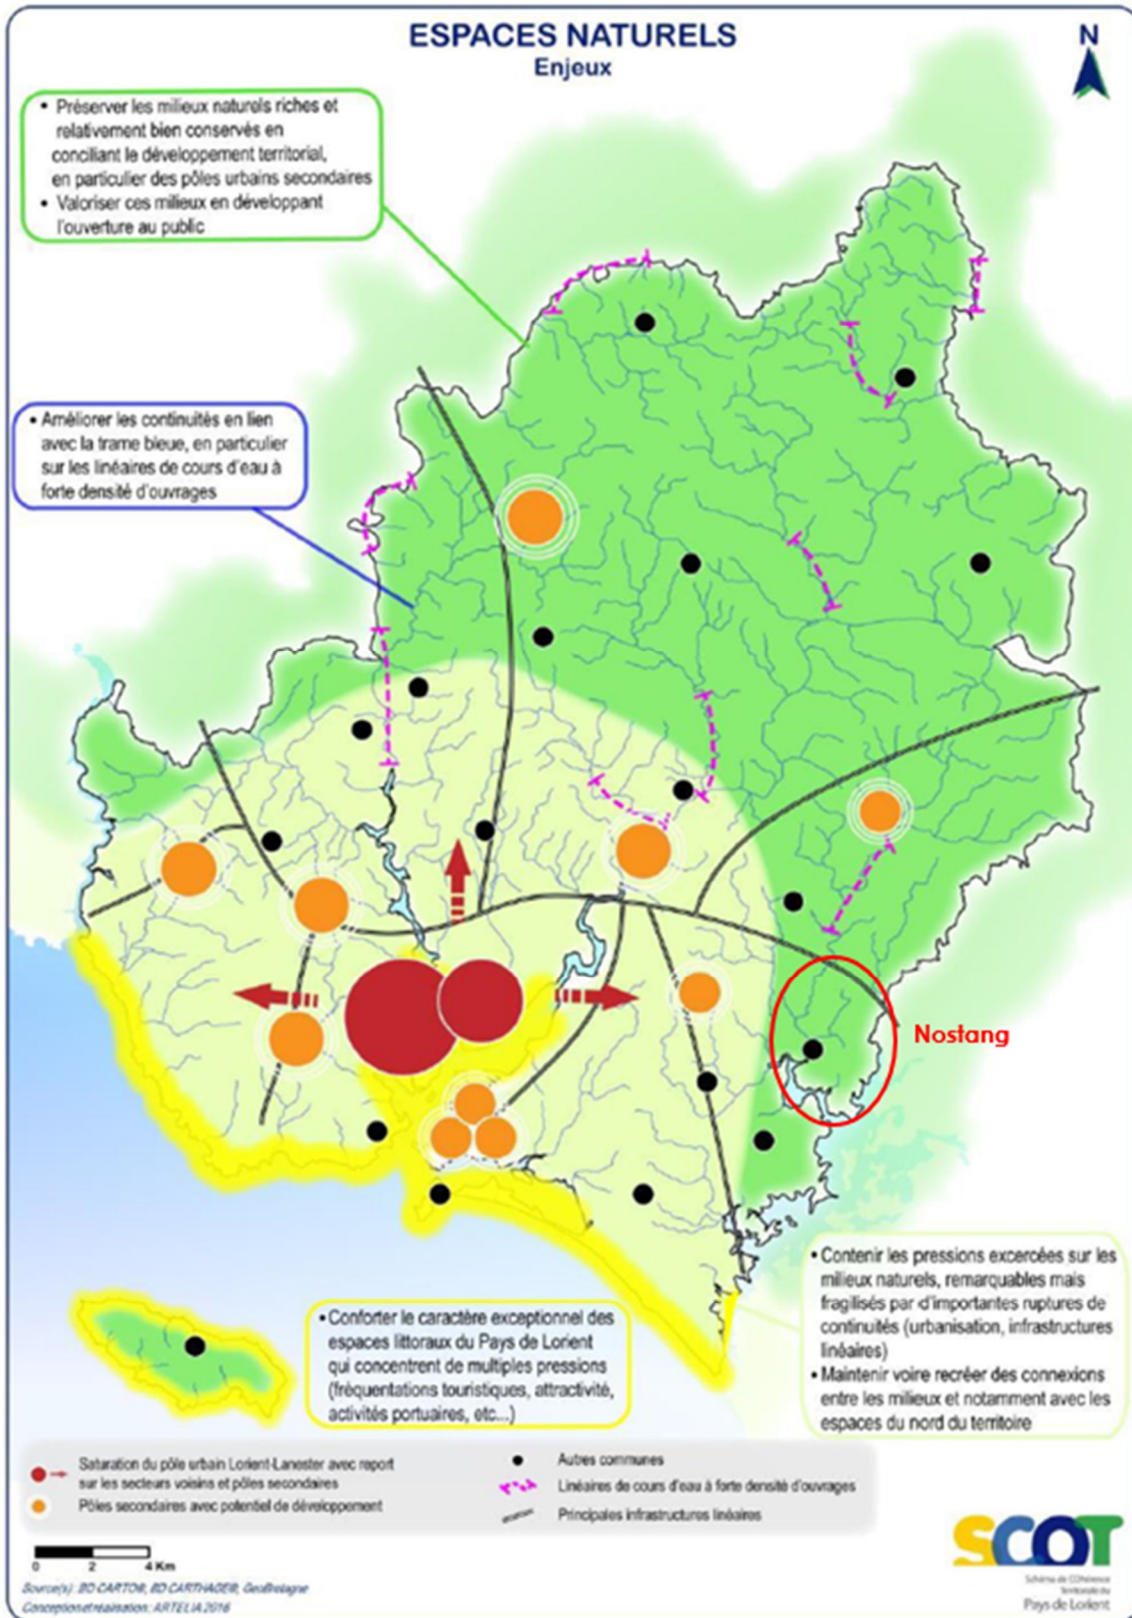 ESPACES NATURELS
Enjeux
N
• Préserver les milieux naturels riches et
relativement bien conservés en
conciliant le développement territorial,
en particulier des pôles urbains secondaires
• Valoriser ces milieux en développant
l'ouverture au public
• Améliorer les continuités en lien
avec la trame bleue, en particulier
sur les linéaires de cours d'eau à
forte densité d'ouvrages
Nostang
• Contenir les pressions excercées sur les
milieux naturels, remarquables mais
fragilisés par d'importantes ruptures de
continuités (urbanisation, infrastructures
linéaires)
• Maintenir voire recréer des connexions
entre les milieux et notamment avec les
espaces du nord du territoire
• Conforter le caractère exceptionnel des
espaces littoraux du Pays de Lorient
qui concentrent de multiples pressions
(fréquentations touristiques, attractivité,
activités portuaires, etc...)
Saturation du pôle urbain Lorient-Lanester avec report
sur les secteurs voisins et pôles secondaires
Pôles secondaires avec potentiel de développement
Autres communes
Linéaires de cours d'eau à forte densité d'ouvrages
Principales infrastructures linéaires
0 2 4 Km
Source(s) : BD CARTO®, BD CARTHAGE®, GeoBretagne
Conception et réalisation : ARTELIA 2016
SCOT
Schéma de COhérence
Territoriale du
Pays de Lorient